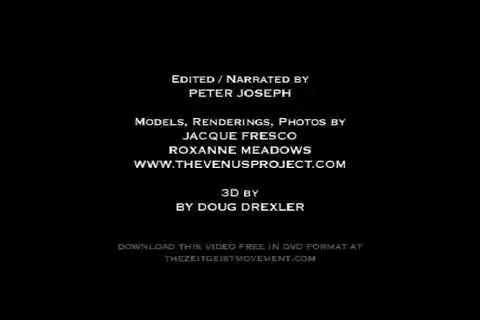 EDITED / NARRATED BY
PETER JOSEPH
MODELS, RENDERINGS, PHOTOS BY
JACQUE FRESCO
ROXANNE MEADOWS
WWW.THEVENUSPROJECT.COM
3D BY
BY DOUG DREXLER
DOWNLOAD THIS VIDEO FREE IN DVD FORMAT AT
THEZEITGEISTMOVEMENT.COM